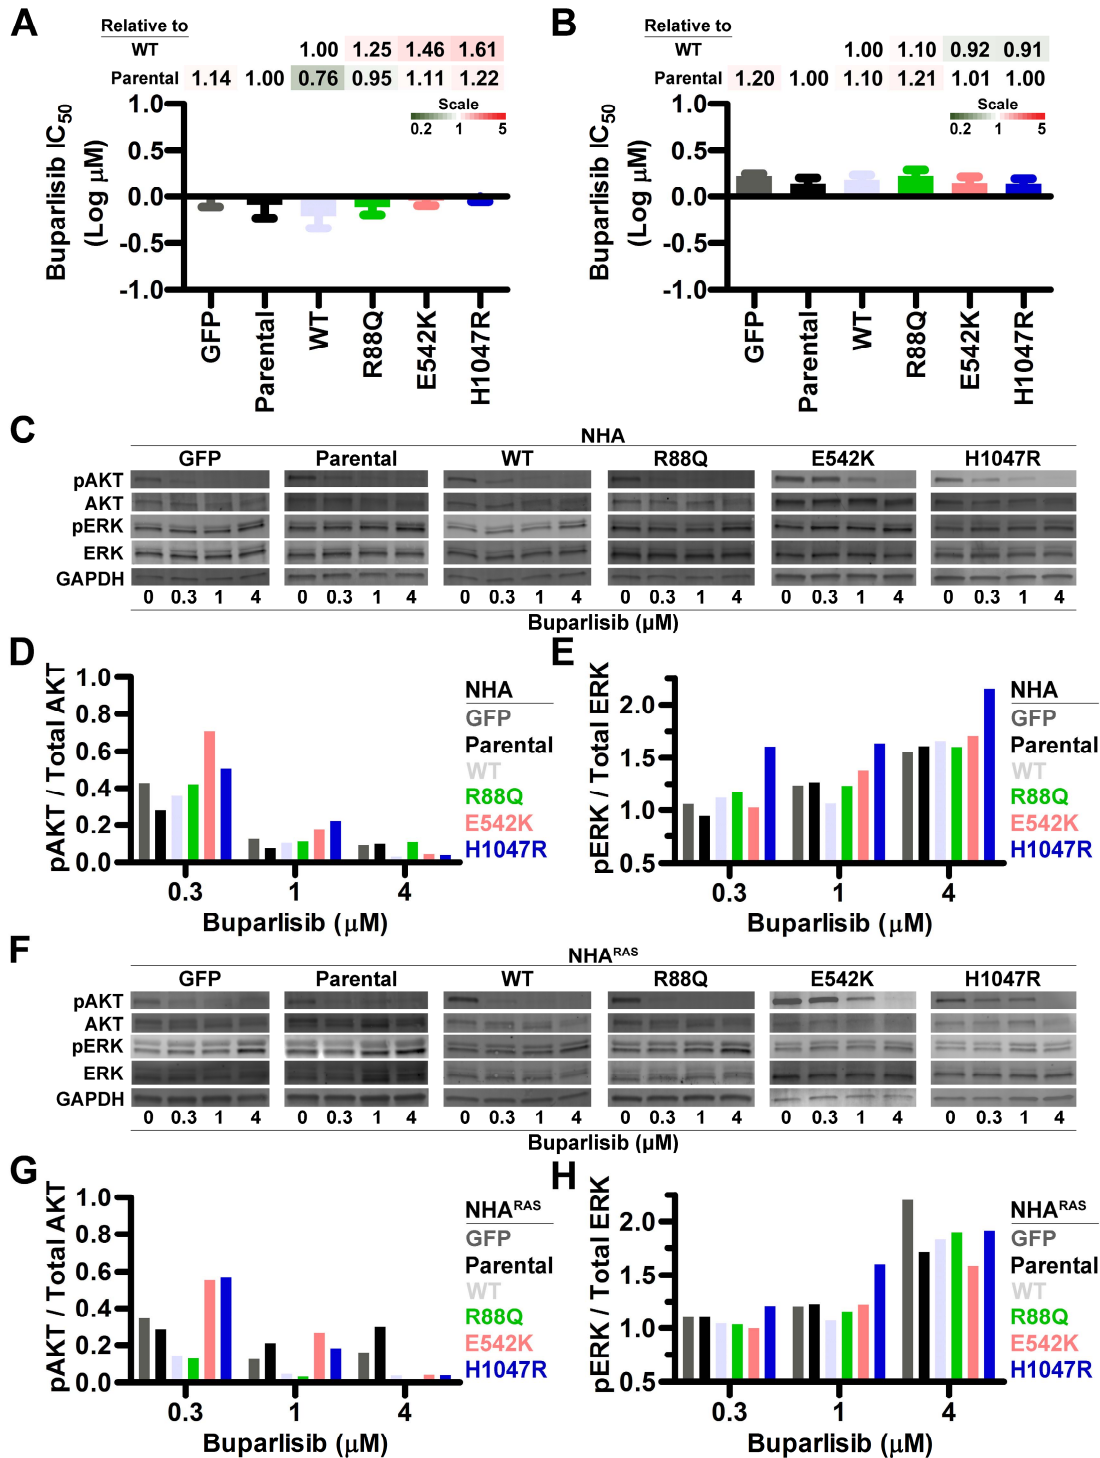 A
Relative to
WT 1.00 1.25 1.46 1.61
Parental 1.14 1.00 0.76 0.95 1.11 1.22
Scale
0.2 1 5
Buparlisib IC50
(Log µM)
1.0
0.5
0.0
-0.5
-1.0
GFP
Parental
WT
R88Q
E542K
H1047R
B
Relative to
WT 1.00 1.10 0.92 0.91
Parental 1.20 1.00 1.10 1.21 1.01 1.00
Scale
0.2 1 5
Buparlisib IC50
(Log µM)
1.0
0.5
0.0
-0.5
-1.0
GFP
Parental
WT
R88Q
E542K
H1047R
C
NHA
GFP Parental WT R88Q E542K H1047R
pAKT
AKT
pERK
ERK
GAPDH
0 0.3 1 4 0 0.3 1 4 0 0.3 1 4 0 0.3 1 4 0 0.3 1 4 0 0.3 1 4
Buparlisib (µM)
D
pAKT / Total AKT
1.0
0.8
0.6
0.4
0.2
0.0
0.3 1 4
Buparlisib (µM)
NHA
GFP
Parental
WT
R88Q
E542K
H1047R
E
pERK / Total ERK
2.0
1.5
1.0
0.5
0.3 1 4
Buparlisib (µM)
NHA
GFP
Parental
WT
R88Q
E542K
H1047R
F
NHARAS
GFP Parental WT R88Q E542K H1047R
pAKT
AKT
pERK
ERK
GAPDH
0 0.3 1 4 0 0.3 1 4 0 0.3 1 4 0 0.3 1 4 0 0.3 1 4 0 0.3 1 4
Buparlisib (µM)
G
pAKT / Total AKT
1.0
0.8
0.6
0.4
0.2
0.0
0.3 1 4
Buparlisib (µM)
NHARAS
GFP
Parental
WT
R88Q
E542K
H1047R
H
pERK / Total ERK
2.0
1.5
1.0
0.5
0.3 1 4
Buparlisib (µM)
NHARAS
GFP
Parental
WT
R88Q
E542K
H1047R